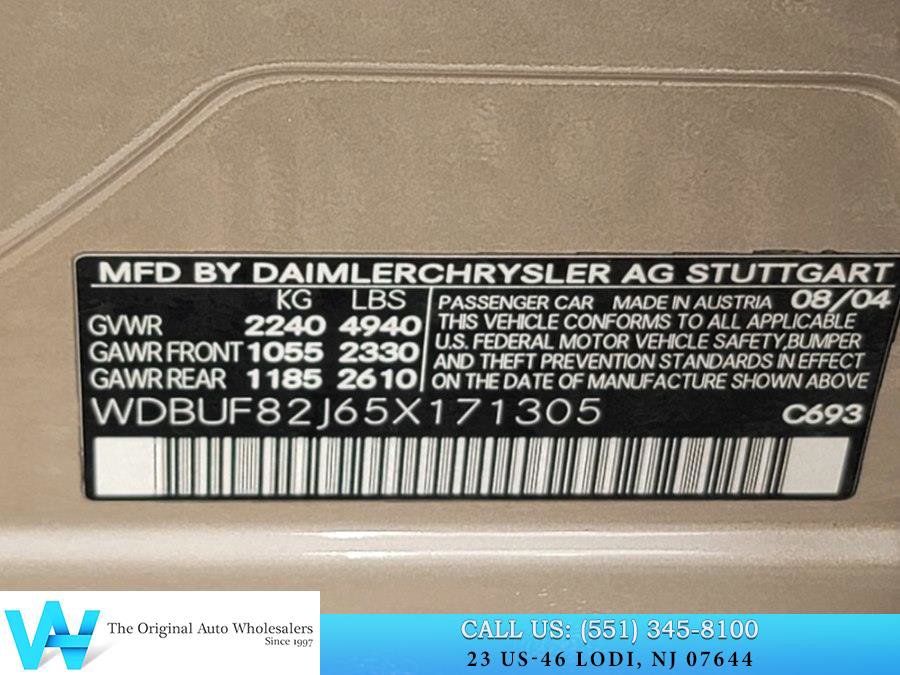 MFD BY DAIMLERCHRYSLER AG STUTTGART
KG LBS
GVWR 2240 4940
GAWR FRONT 1055 2330
GAWR REAR 1185 2610
PASSENGER CAR MADE IN AUSTRIA 08/04
THIS VEHICLE CONFORMS TO ALL APPLICABLE
U.S. FEDERAL MOTOR VEHICLE SAFETY,BUMPER
AND THEFT PREVENTION STANDARDS IN EFFECT
ON THE DATE OF MANUFACTURE SHOWN ABOVE
WDBUF82J65X171305 C693
W
The Original Auto Wholesalers
Since 1997
CALL US: (551) 345-8100
23 US-46 LODI, NJ 07644